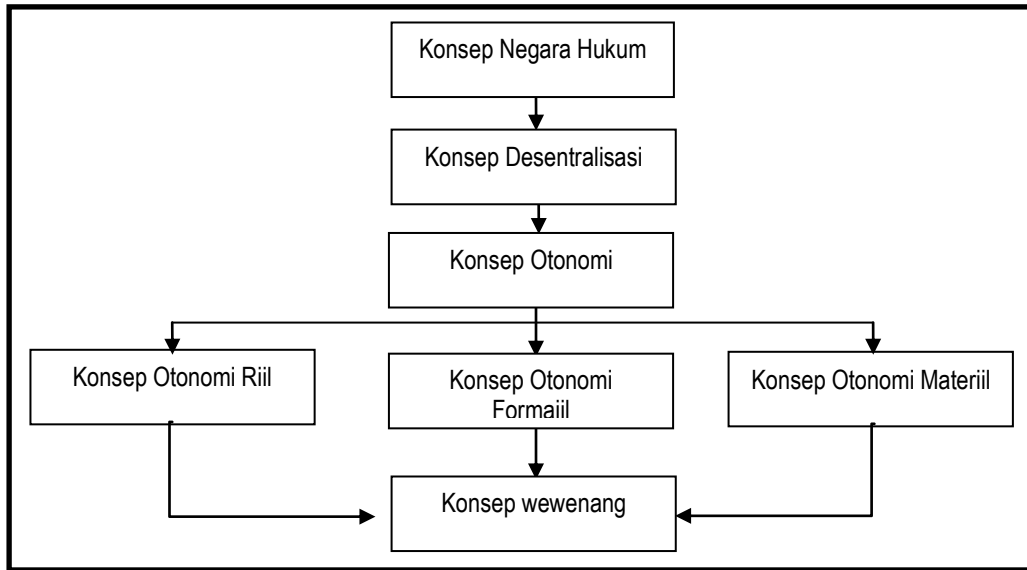 Konsep Negara Hukum
Konsep Desentralisasi
Konsep Otonomi
Konsep Otonomi Riil
Konsep Otonomi
Formaiil
Konsep Otonomi Materiil
Konsep wewenang